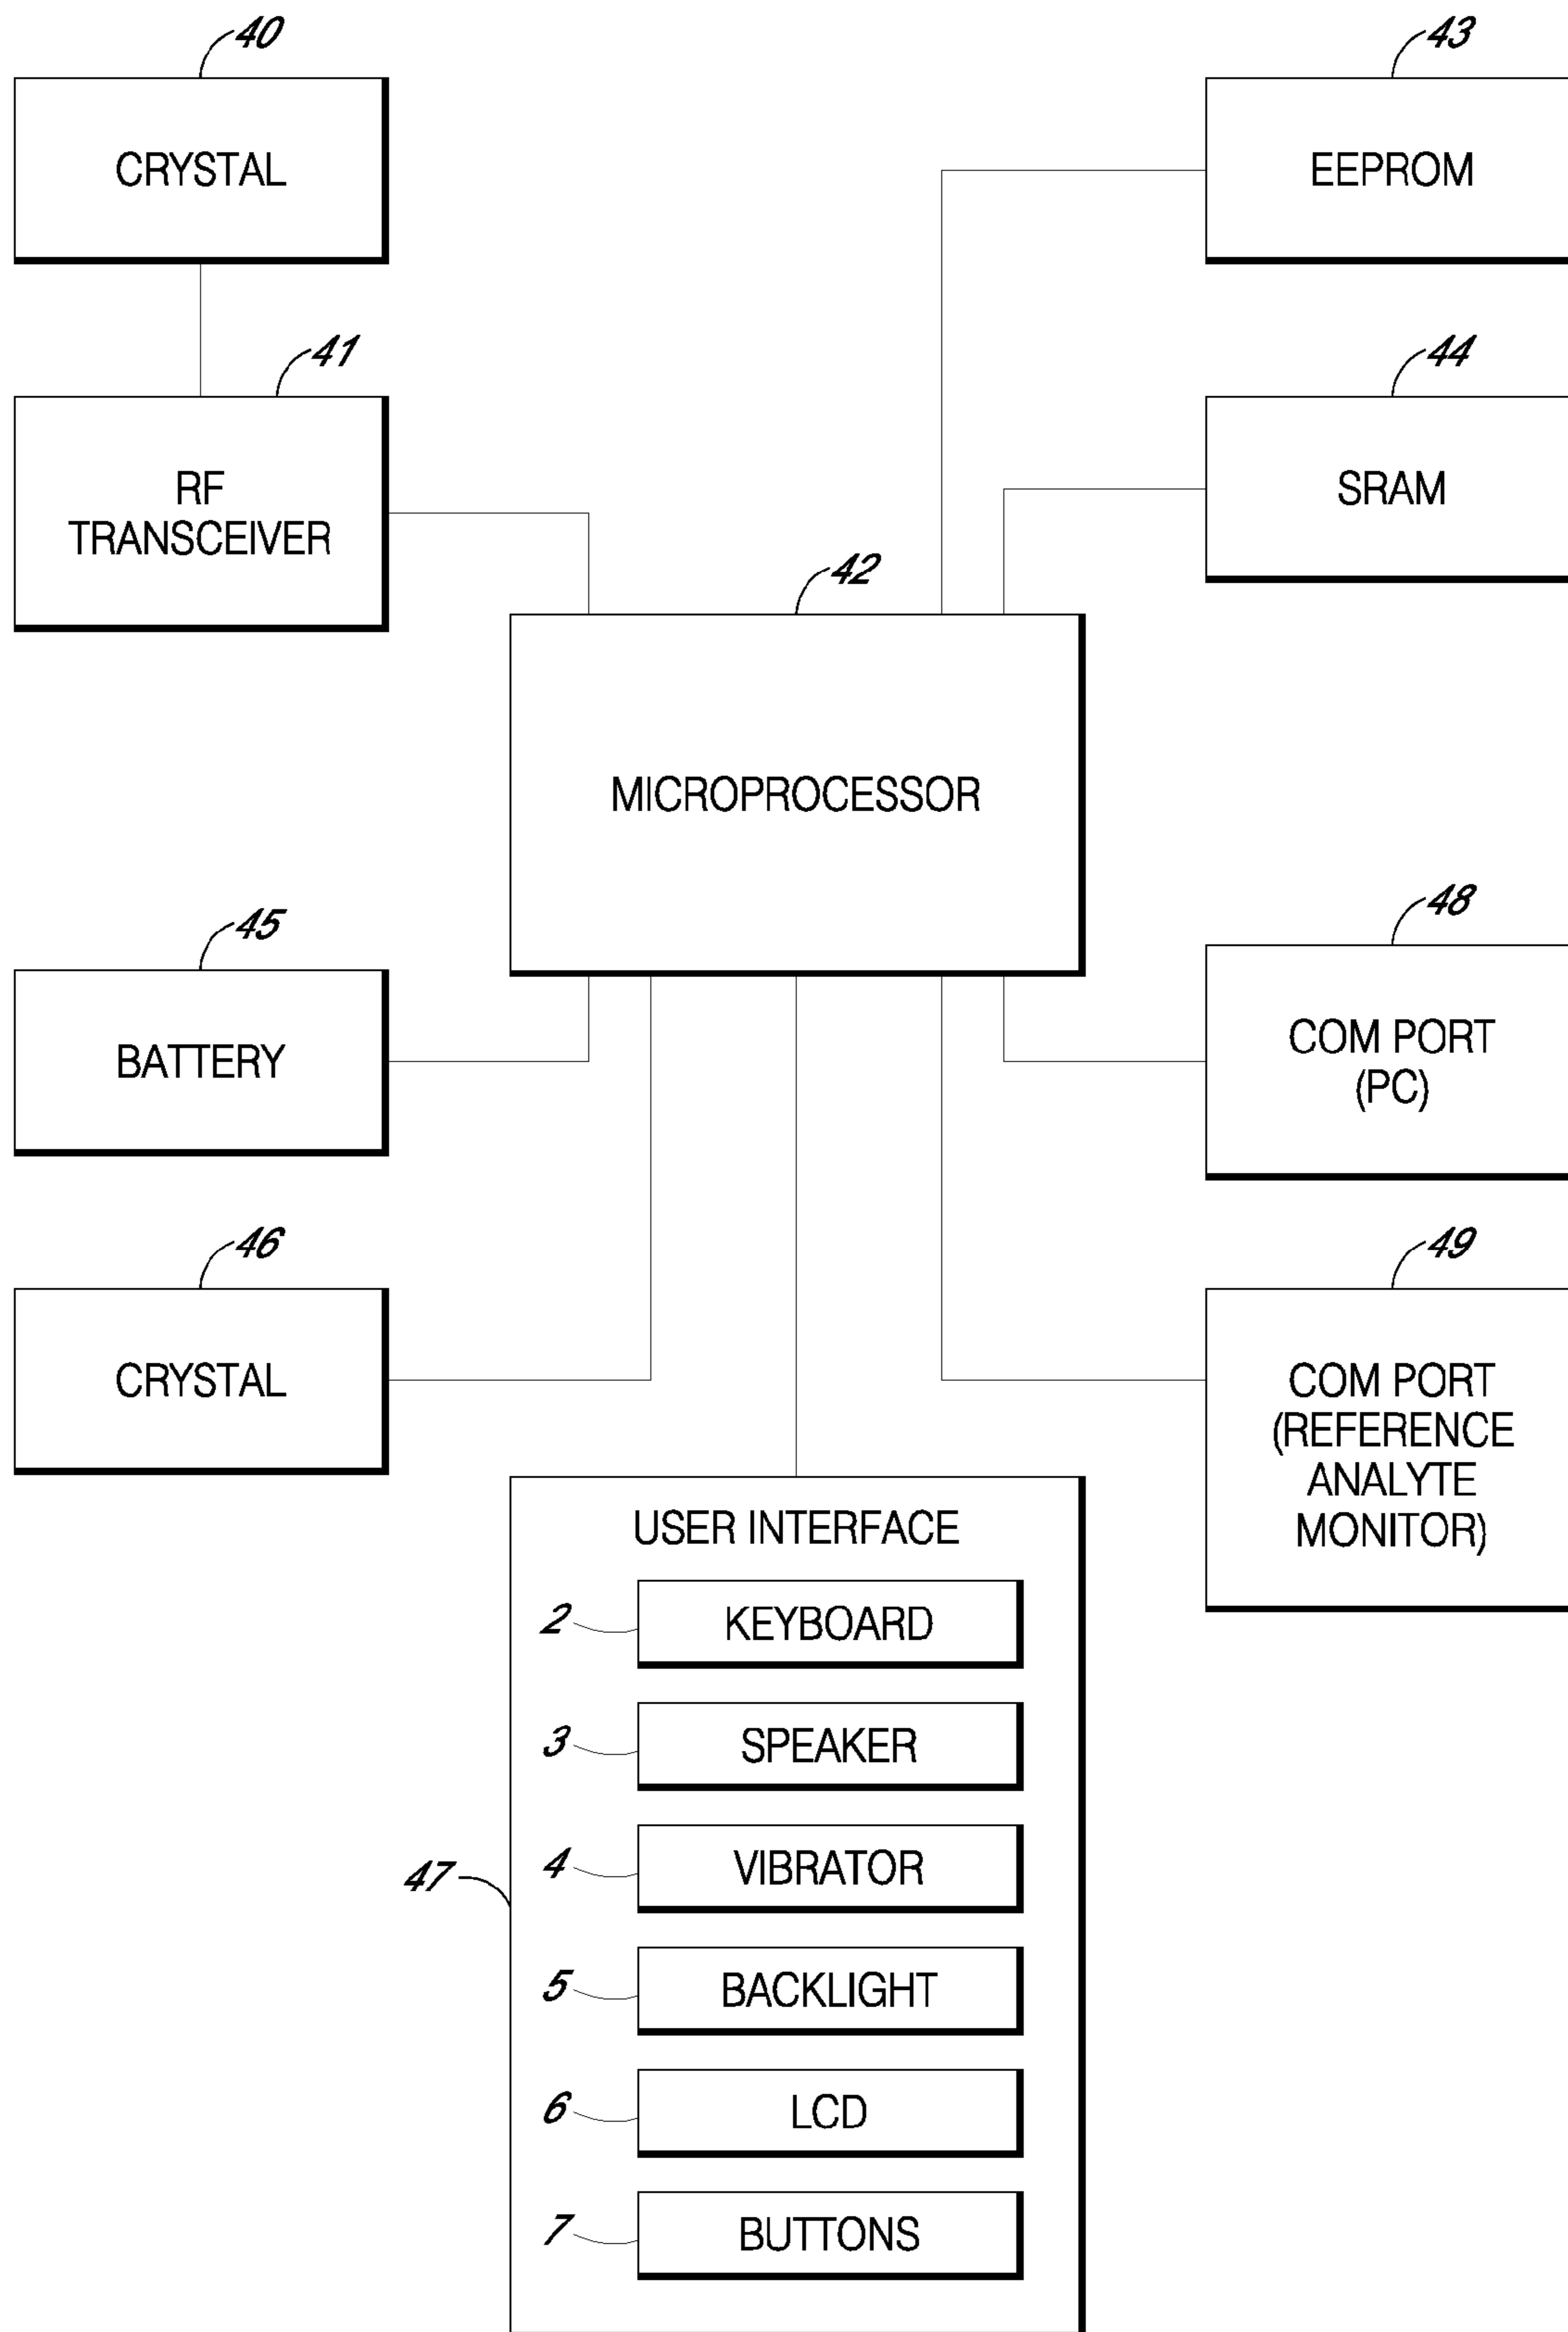 40
CRYSTAL
43
EEPROM
41
RF
TRANSCEIVER
44
SRAM
42
MICROPROCESSOR
45
BATTERY
48
COM PORT
(PC)
46
CRYSTAL
49
COM PORT
(REFERENCE
ANALYTE
MONITOR)
USER INTERFACE
2
KEYBOARD
3
SPEAKER
47
4
VIBRATOR
5
BACKLIGHT
6
LCD
7
BUTTONS